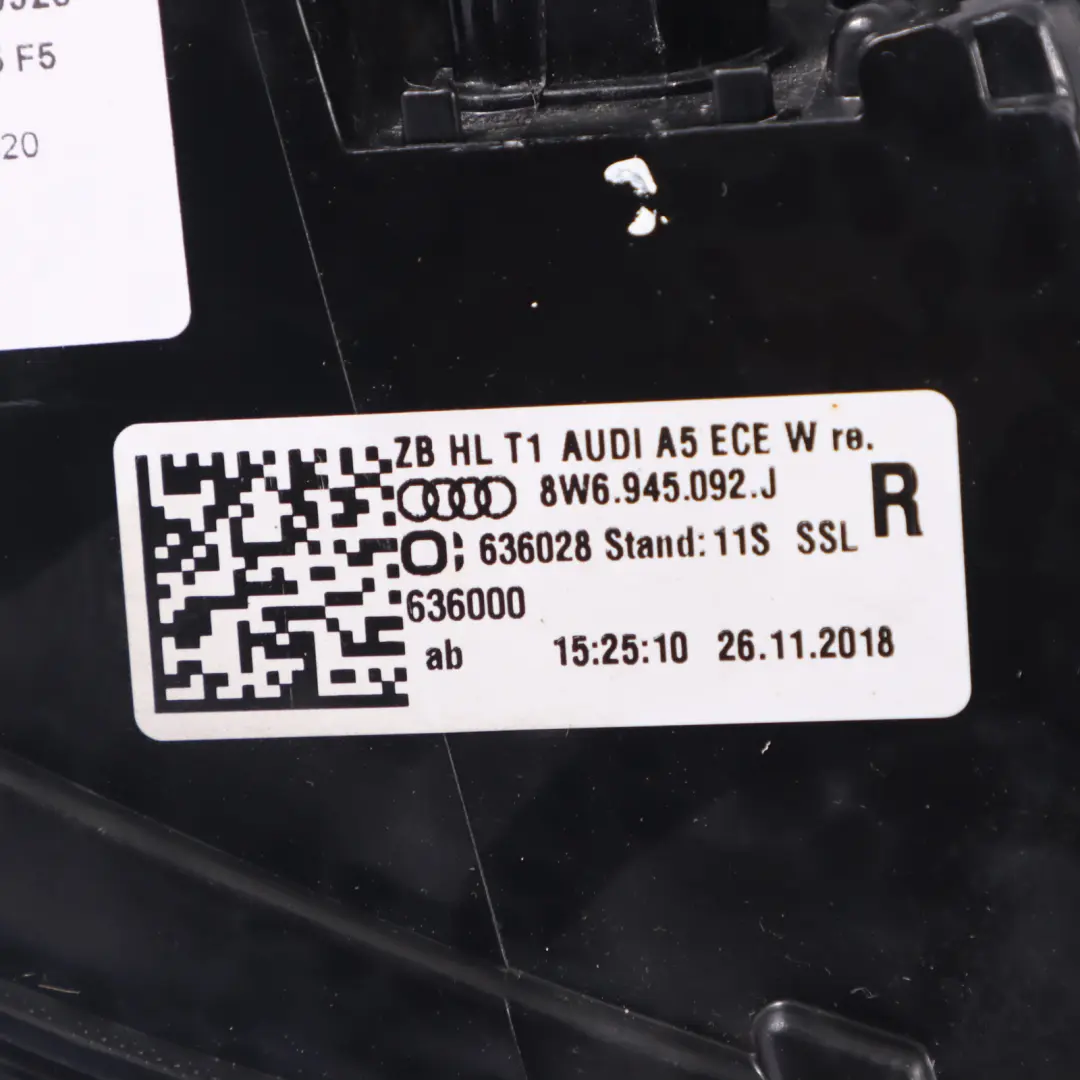 F5
20
ZB HL T1 AUDI A5 ECE W re.
8W6.945.092.J
R
636028 Stand: 11S SSL
636000
ab 15:25:10 26.11.2018